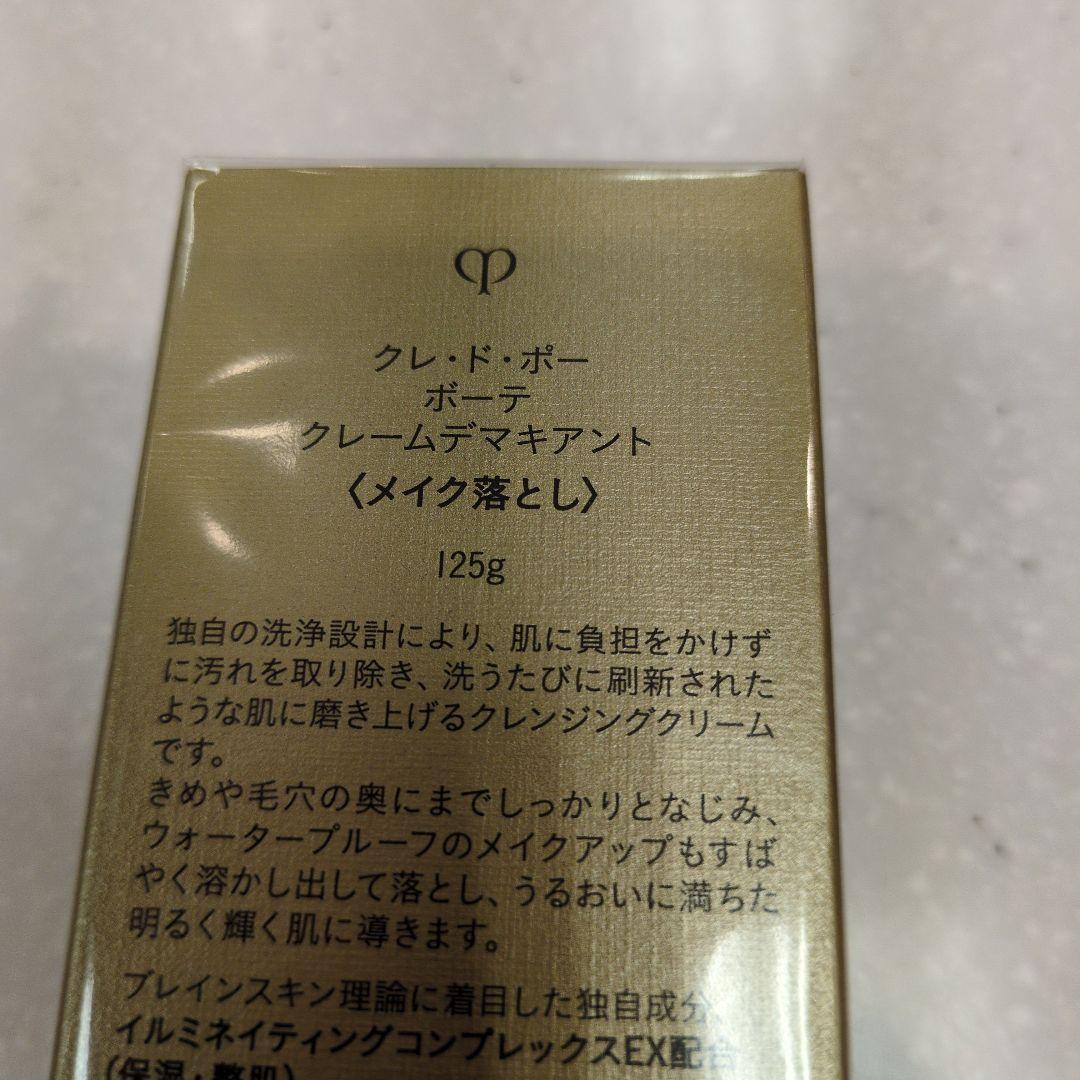 クレ・ド・ポー
ボーテ
クレームデマキアント
〈メイク落とし〉
125g
独自の洗浄設計により、肌に負担をかけず
に汚れを取り除き、洗うたびに刷新された
ような肌に磨き上げるクレンジングクリーム
です。
きめや毛穴の奥にまでしっかりとなじみ、
ウォータープルーフのメイクアップもすば
やく溶かし出して落とし、うるおいに満ちた
明るく輝く肌に導きます。
ブレインスキン理論に着目した独自成分、
イルミネイティングコンプレックスEX配合
(保湿・整肌)